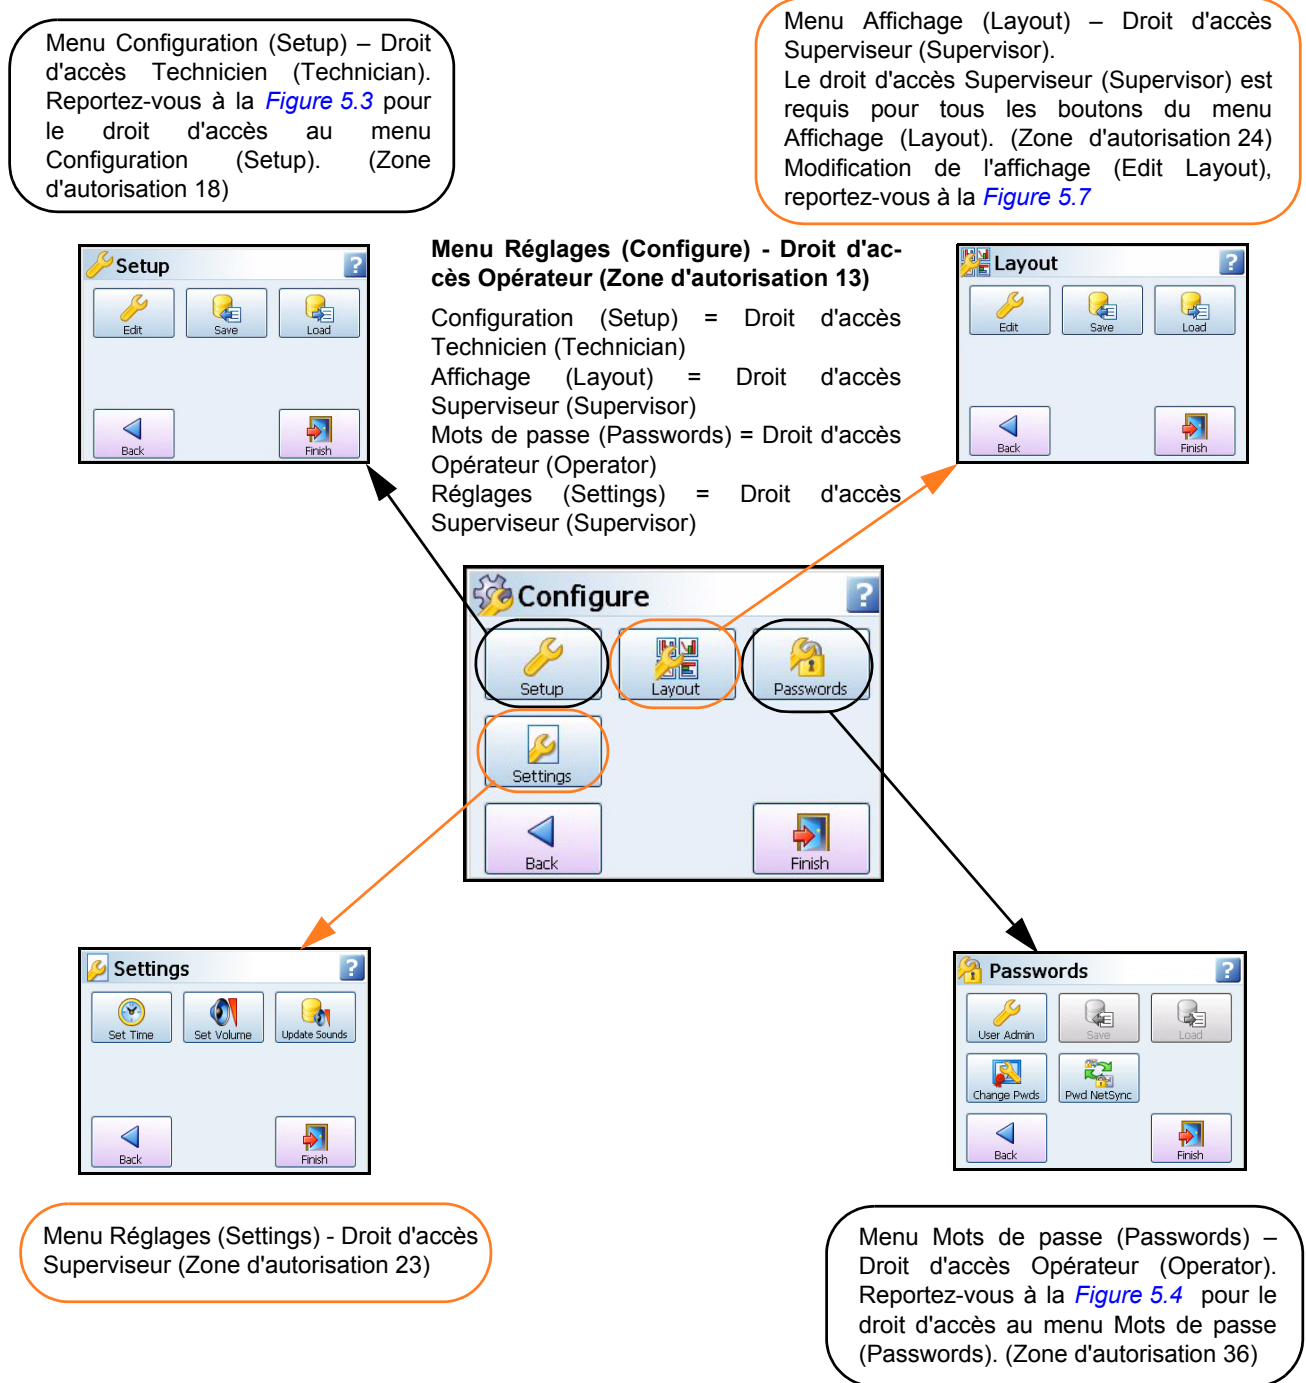 Menu Configuration (Setup) – Droit
d'accès Technicien (Technician).
Reportez-vous à la Figure 5.3 pour
le droit d'accès au menu
Configuration (Setup). (Zone
d'autorisation 18)
Menu Affichage (Layout) – Droit d'accès
Superviseur (Supervisor).
Le droit d'accès Superviseur (Supervisor) est
requis pour tous les boutons du menu
Affichage (Layout). (Zone d'autorisation 24)
Modification de l'affichage (Edit Layout),
reportez-vous à la Figure 5.7
Setup ?
Edit Save Load
Back Finish
Menu Réglages (Configure) - Droit d'ac-
cès Opérateur (Zone d'autorisation 13)
Configuration (Setup) = Droit d'accès
Technicien (Technician)
Affichage (Layout) = Droit d'accès
Superviseur (Supervisor)
Mots de passe (Passwords) = Droit d'accès
Opérateur (Operator)
Réglages (Settings) = Droit d'accès
Superviseur (Supervisor)
Layout ?
Edit Save Load
Back Finish
Configure ?
Setup Layout Passwords
Settings
Back Finish
Settings ?
Set Time Set Volume Update Sounds
Back Finish
Passwords ?
User Admin Save Load
Change Pwds Pwd NetSync
Back Finish
Menu Réglages (Settings) - Droit d'accès
Superviseur (Zone d'autorisation 23)
Menu Mots de passe (Passwords) –
Droit d'accès Opérateur (Operator).
Reportez-vous à la Figure 5.4 pour le
droit d'accès au menu Mots de passe
(Passwords). (Zone d'autorisation 36)